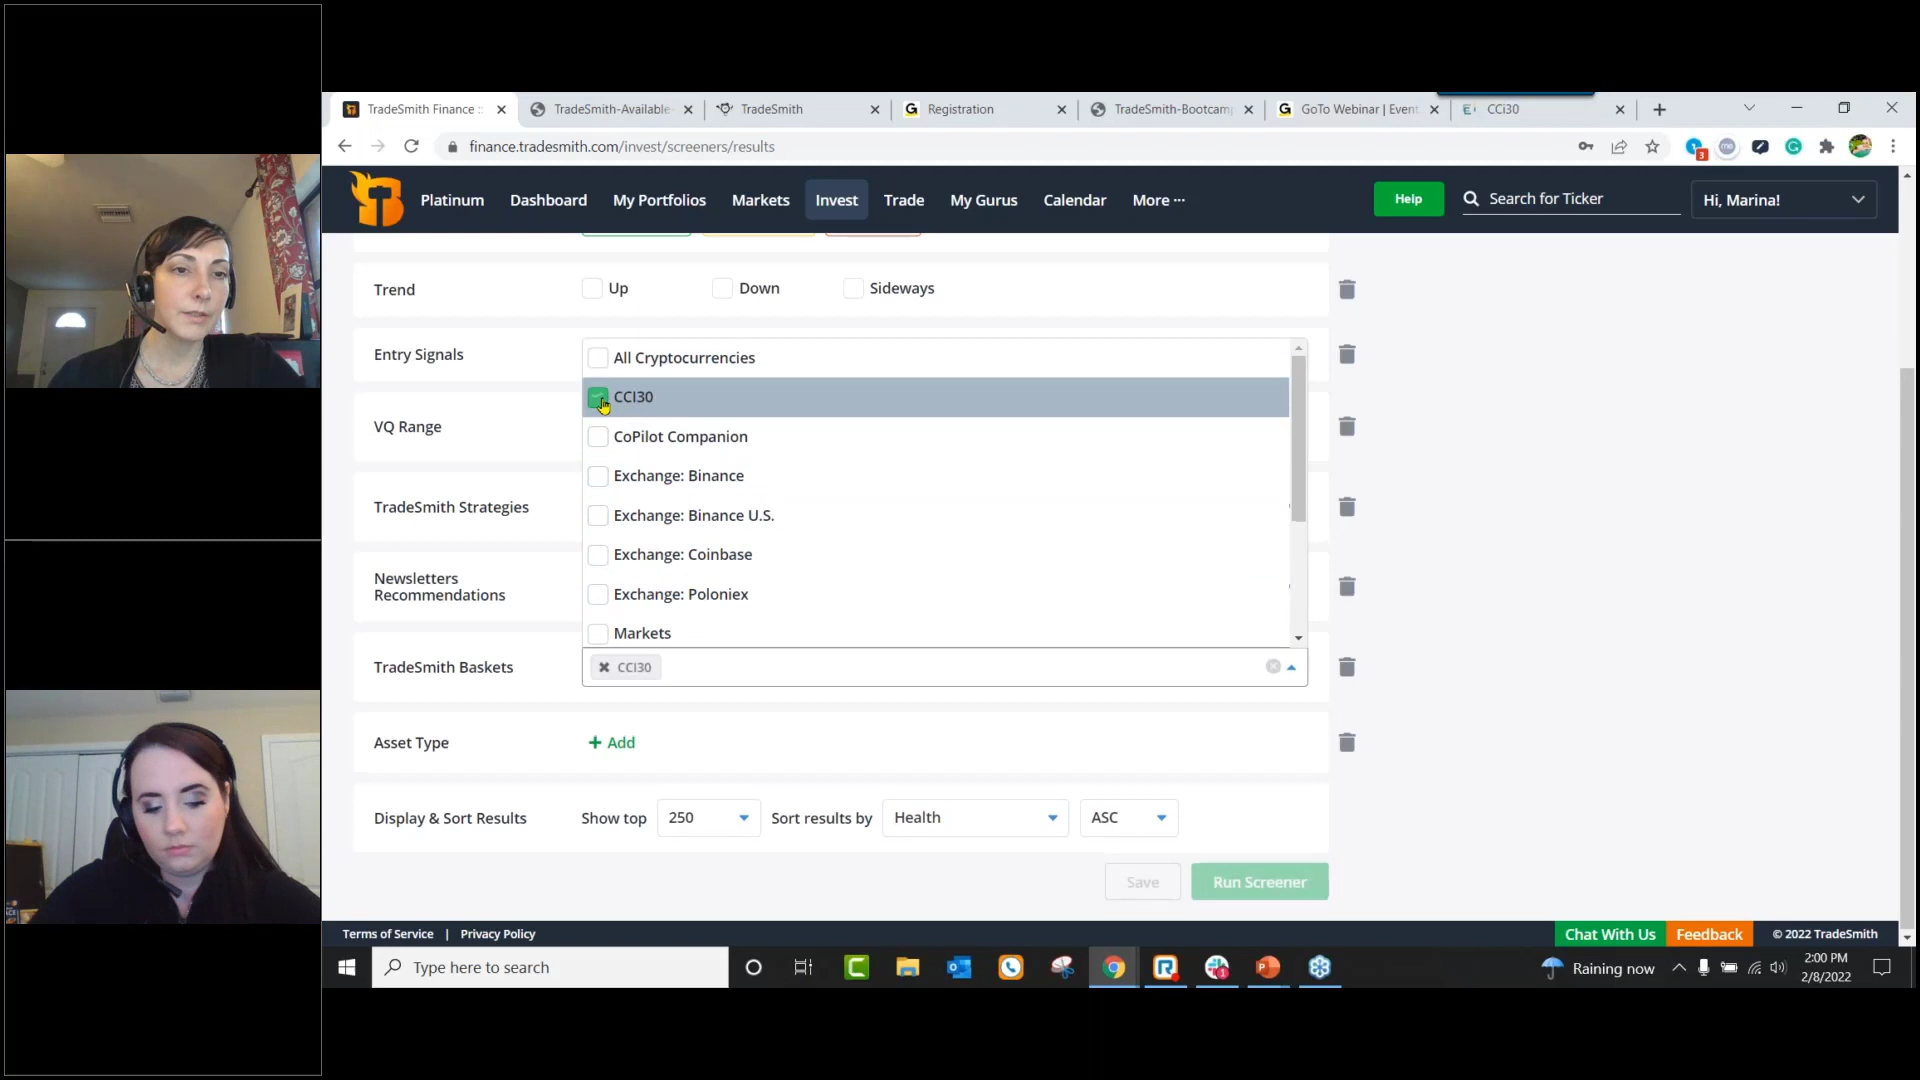 TradeSmith Finance ::
TradeSmith-Available-
TradeSmith
Registration
TradeSmith-Bootcamp
GoTo Webinar | Event
CCi30
finance.tradesmith.com/invest/screeners/results
3
Platinum
Dashboard
My Portfolios
Markets
Invest
Trade
My Gurus
Calendar
More ···
Help
Search for Ticker
Hi, Marina!
Trend
Up
Down
Sideways
Entry Signals
All Cryptocurrencies
CCI30
VQ Range
CoPilot Companion
Exchange: Binance
TradeSmith Strategies
Exchange: Binance U.S.
Exchange: Coinbase
Newsletters
Recommendations
Exchange: Poloniex
Markets
TradeSmith Baskets
CCI30
Asset Type
+ Add
Display & Sort Results
Show top
250
Sort results by
Health
ASC
Save
Run Screener
Terms of Service | Privacy Policy
Chat With Us
Feedback
© 2022 TradeSmith
Type here to search
Raining now
2:00 PM
2/8/2022